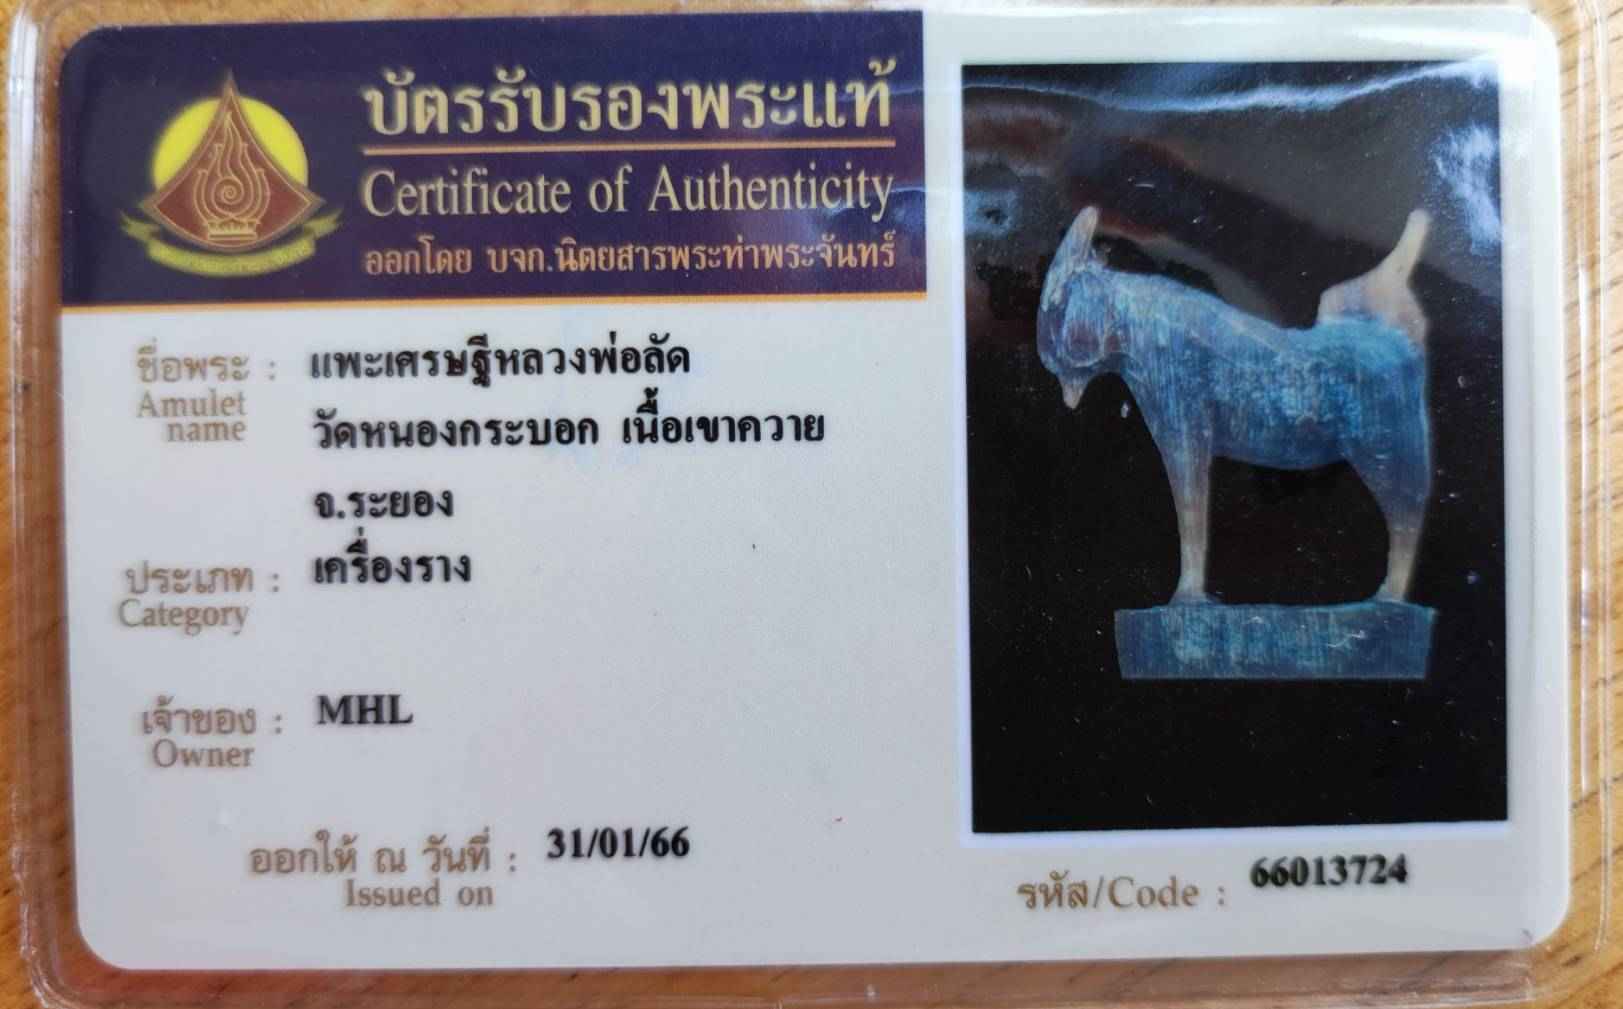 บัตรรับรองพระแท้
Certificate of Authenticity
ออกโดย บจก.นิตยสารพระท่าพระจันทร์
ชื่อพระ : แพะเศรษฐีหลวงพ่อลัด
Amulet name
วัดหนองกระบอก เนื้อเขาควาย
จ.ระยอง
ประเภท : เครื่องราง
Category
เจ้าของ : MHL
Owner
ออกให้ ณ วันที่ : 31/01/66
Issued on
รหัส/Code : 66013724